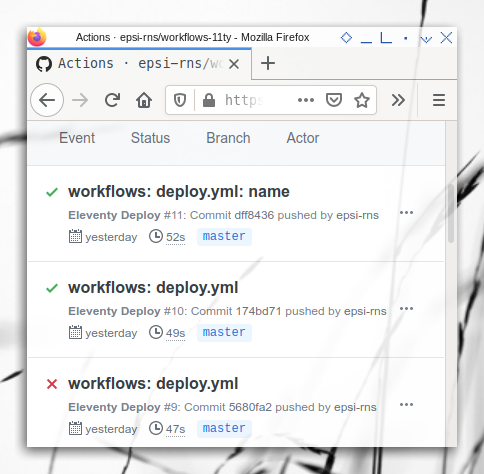 Actions · epsi-rns/workflows-11ty - Mozilla Firefox
Actions · epsi-rns/wo
https
Event Status Branch Actor
workflows: deploy.yml: name
Eleventy Deploy #11: Commit dff8436 pushed by epsi-rns
yesterday 52s master
workflows: deploy.yml
Eleventy Deploy #10: Commit 174bd71 pushed by epsi-rns
yesterday 49s master
workflows: deploy.yml
Eleventy Deploy #9: Commit 5680fa2 pushed by epsi-rns
yesterday 47s master